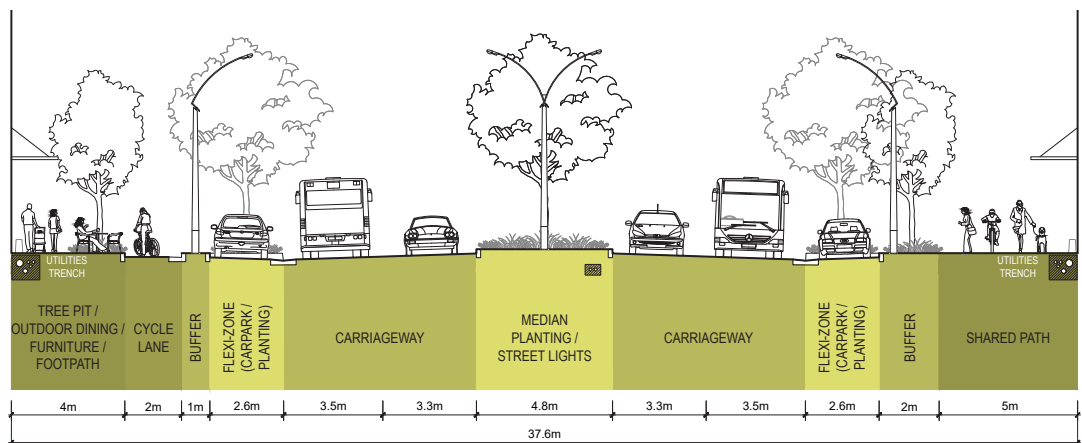 UTILITIES
TRENCH
UTILITIES
TRENCH
TREE PIT /
OUTDOOR DINING /
FURNITURE /
FOOTPATH
CYCLE
LANE
BUFFER
FLEXI-ZONE
(CARPARK /
PLANTING)
CARRIAGEWAY
MEDIAN
PLANTING /
STREET LIGHTS
CARRIAGEWAY
FLEXI-ZONE
(CARPARK /
PLANTING)
BUFFER
SHARED PATH
4m
2m
1m
2.6m
3.5m
3.3m
4.8m
3.3m
3.5m
2.6m
2m
5m
37.6m